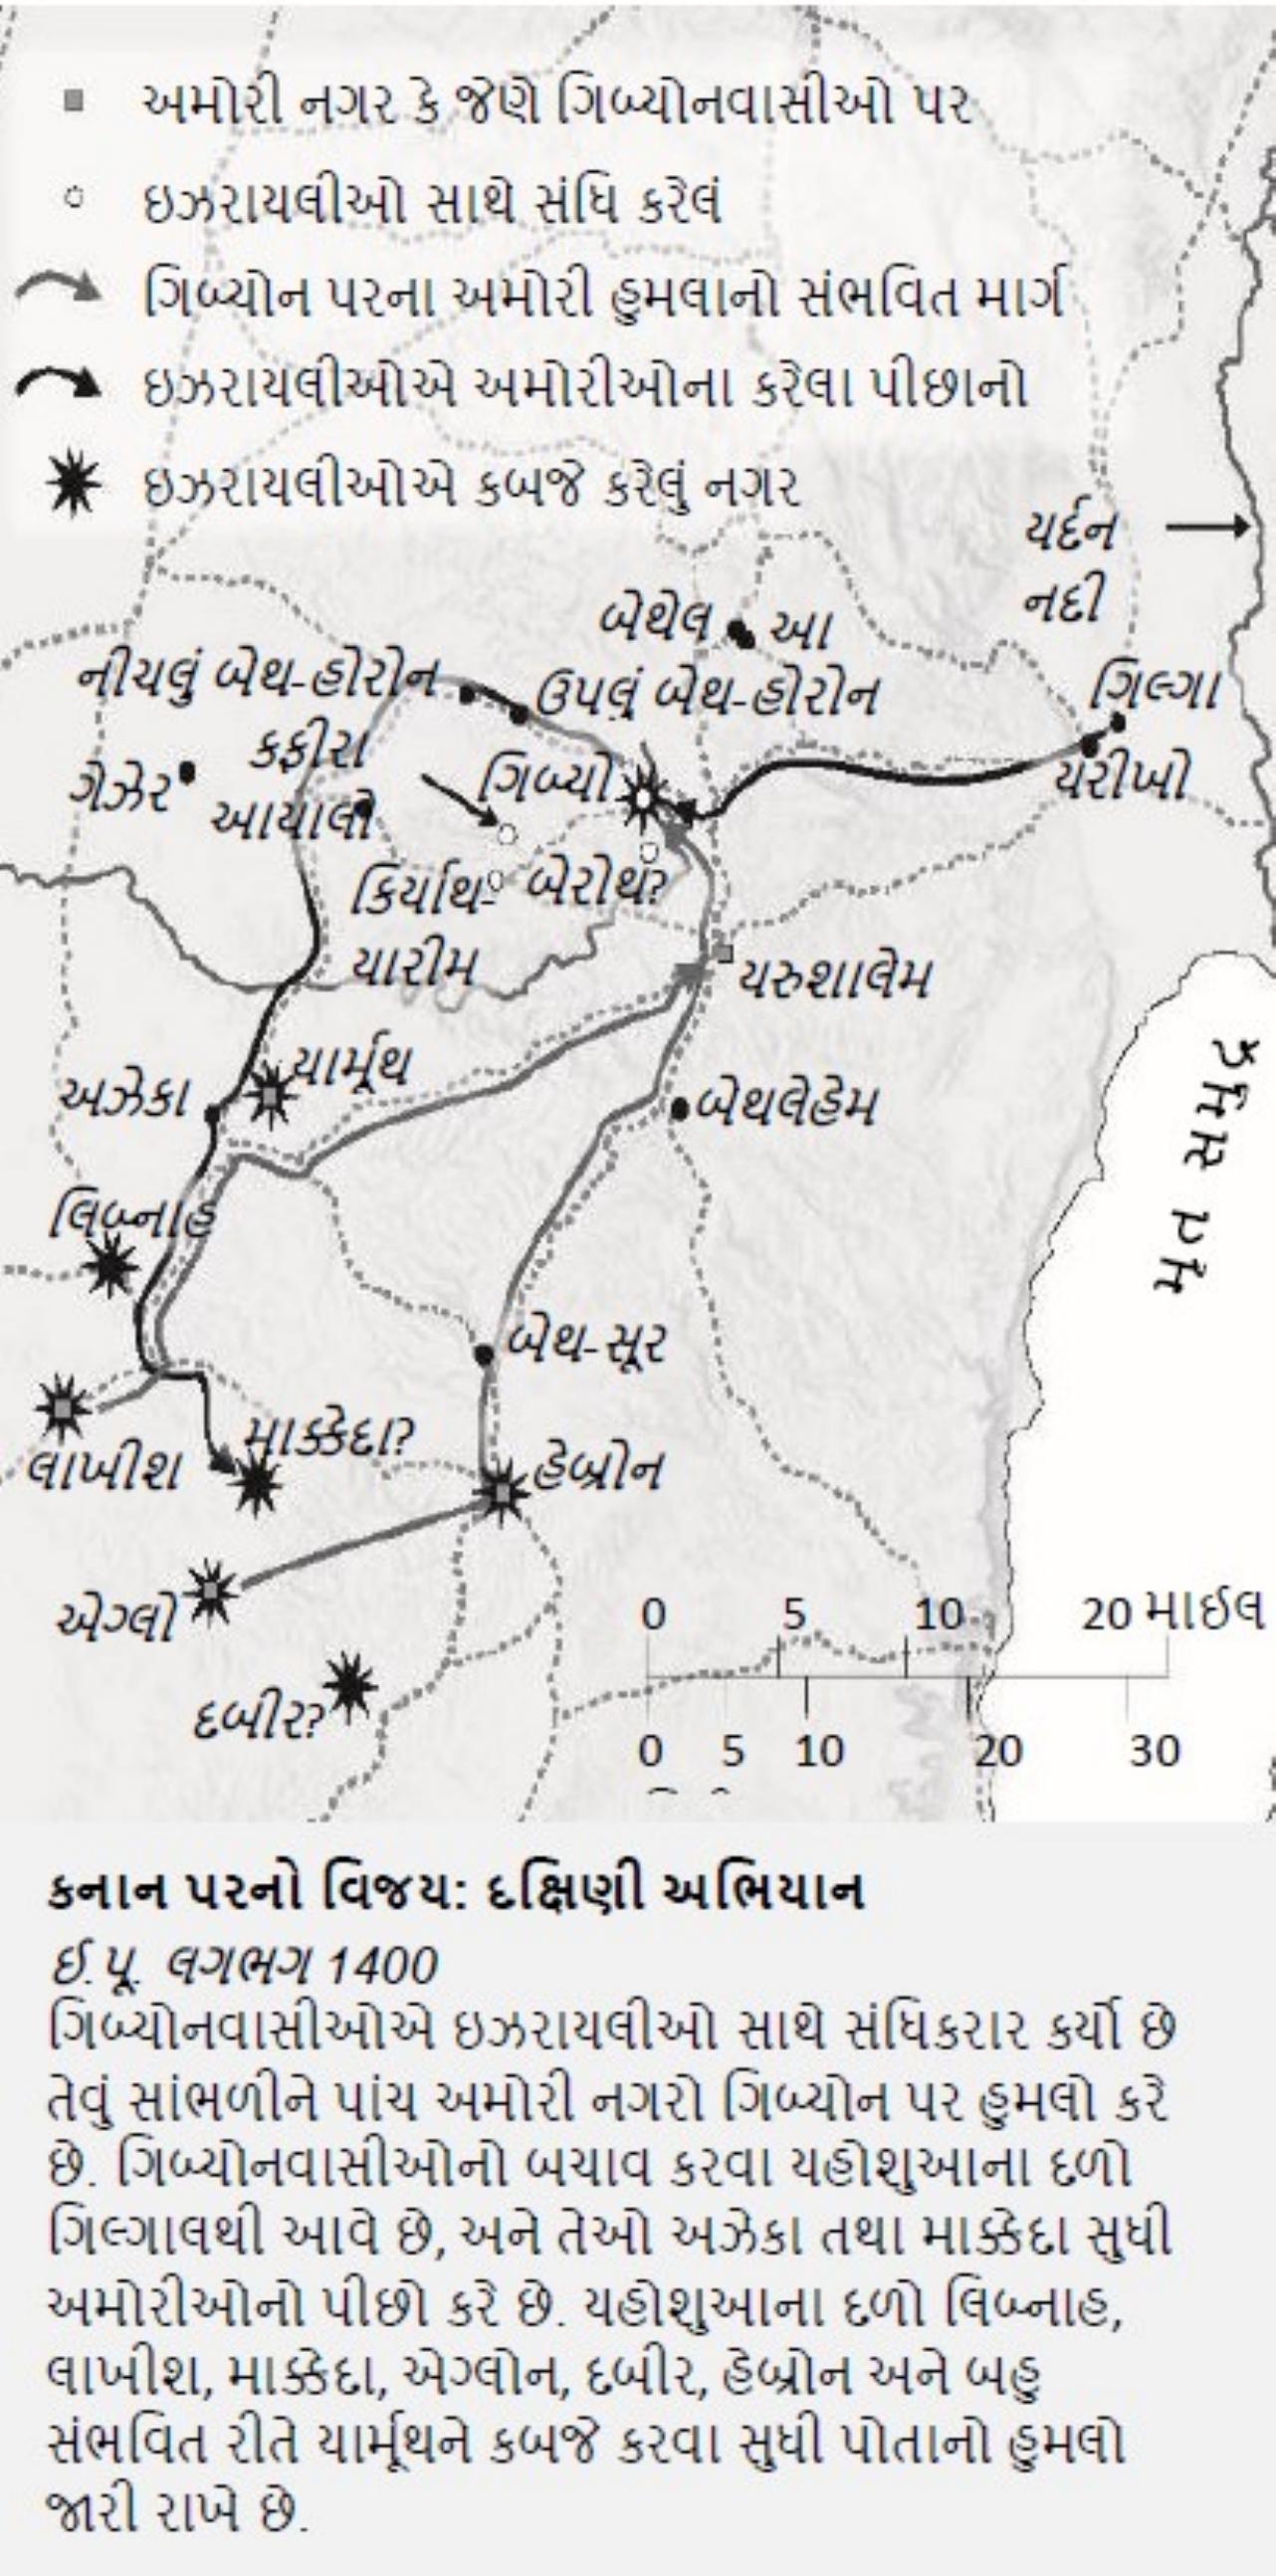 અમોરી નગર કે જેણે ગિબ્યોનવાસીઓ પર
ઇઝરાયલીઓ સાથે સંધિ કરેલં
ગિબ્યોન પરના અમોરી હુમલાનો સંભવિત માર્ગ
ઇઝરાયલીઓએ અમોરીઓના કરેલા પીછાનો
ઇઝરાયલીઓએ કબજે કરેલું નગર
યર્દન
નદી
બેથેલ
આ
નીચલું બેથ-હોરોન
ઉપલું બેથ-હોરોન
ગિલ્ગા
કફીરા
ગિબ્યો
ગેઝેર
યરીખો
આયાલો
કિર્યાથ-
યારીમ
બેરોથ?
યરુશાલેમ
યાર્મૂથ
અઝેકા
બેથલેહેમ
મૃત સમુદ્ર
લિબ્નાહ
બેથ-સૂર
માક્કેદા?
લાખીશ
હેબ્રોન
એગ્લો
દબીર?
0 5 10 20 માઈલ
0 5 10 20 30
કનાન પરનો વિજય: દક્ષિણી અભિયાન
ઈ.પૂ. લગભગ 1400
ગિબ્યોનવાસીઓએ ઇઝરાયલીઓ સાથે સંધિકરાર કર્યો છે
તેવું સાંભળીને પાંચ અમોરી નગરો ગિબ્યોન પર હુમલો કરે
છે. ગિબ્યોનવાસીઓનો બચાવ કરવા યહોશુઆના દળો
ગિલ્ગાલથી આવે છે, અને તેઓ અઝેકા તથા માક્કેદા સુધી
અમોરીઓનો પીછો કરે છે. યહોશુઆના દળો લિબ્નાહ,
લાખીશ, માક્કેદા, એગ્લોન, દબીર, હેબ્રોન અને બહુ
સંભવિત રીતે યાર્મૂથને કબજે કરવા સુધી પોતાનો હુમલો
જારી રાખે છે.